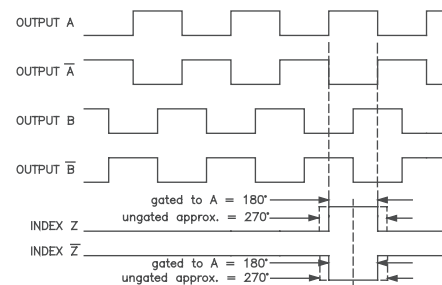 OUTPUT A
OUTPUT A̅
OUTPUT B
OUTPUT B̅
gated to A = 180°
ungated approx. = 270°
INDEX Z
INDEX Z̅
gated to A = 180°
ungated approx. = 270°